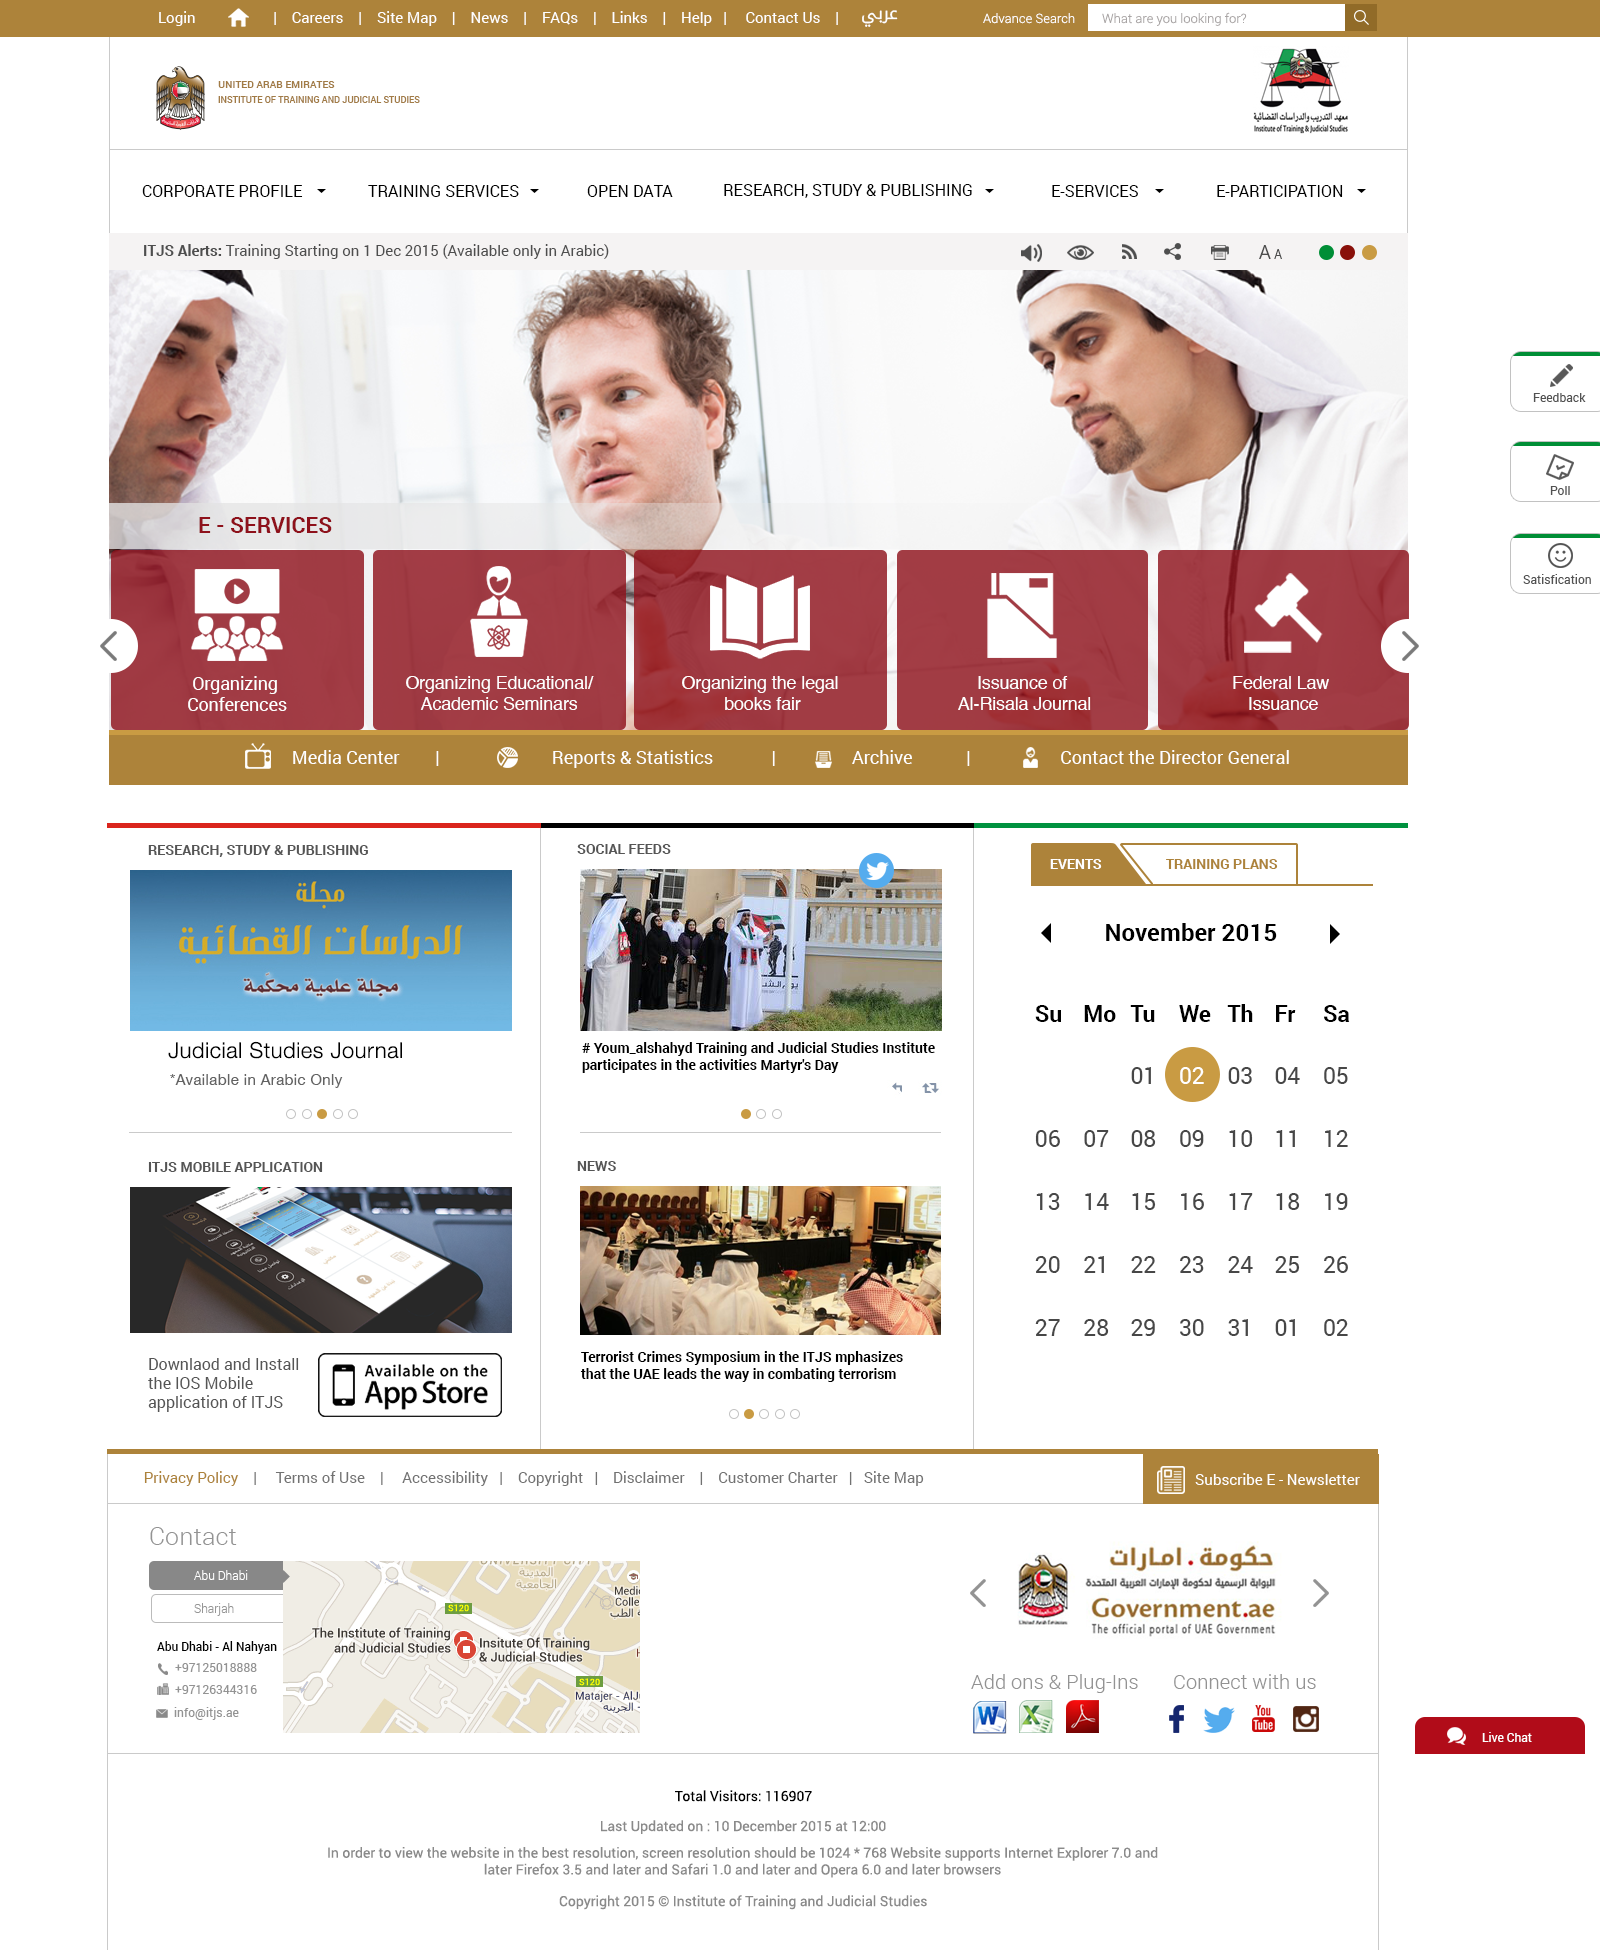 Login | Careers | Site Map | News | FAQs | Links | Help | Contact Us | عربي
Advance Search What are you looking for?
UNITED ARAB EMIRATES
INSTITUTE OF TRAINING AND JUDICIAL STUDIES
معهد التدريب والدراسات القضائية
Institute of Training & Judicial Studies
CORPORATE PROFILE TRAINING SERVICES OPEN DATA RESEARCH, STUDY & PUBLISHING E-SERVICES E-PARTICIPATION
ITJS Alerts: Training Starting on 1 Dec 2015 (Available only in Arabic)
A A
Feedback
Poll
Satisfication
E - SERVICES
Organizing
Conferences
Organizing Educational/
Academic Seminars
Organizing the legal
books fair
Issuance of
Al-Risala Journal
Federal Law
Issuance
Media Center | Reports & Statistics | Archive | Contact the Director General
RESEARCH, STUDY & PUBLISHING
مجلة
الدراسات القضائية
مجلة علمية محكّمة
Judicial Studies Journal
*Available in Arabic Only
ITJS MOBILE APPLICATION
Downlaod and Install
the IOS Mobile
application of ITJS
Available on the
App Store
SOCIAL FEEDS
# Youm_alshahyd Training and Judicial Studies Institute
participates in the activities Martyr's Day
NEWS
Terrorist Crimes Symposium in the ITJS mphasizes
that the UAE leads the way in combating terrorism
EVENTS TRAINING PLANS
November 2015
Su Mo Tu We Th Fr Sa
01 02 03 04 05
06 07 08 09 10 11 12
13 14 15 16 17 18 19
20 21 22 23 24 25 26
27 28 29 30 31 01 02
Privacy Policy | Terms of Use | Accessibility | Copyright | Disclaimer | Customer Charter | Site Map
Subscribe E - Newsletter
Contact
Abu Dhabi
Sharjah
Abu Dhabi - Al Nahyan
+97125018888
+97126344316
info@itjs.ae
UNIVERSITY CITY
المدينة
الجامعية
Medic
Colle
S120
The Institute of Training
and Judicial Studies
Insitute Of Training
& Judicial Studies
S120
Matajer - AlJu
حكومة . امارات
البوابة الرسمية لحكومة الإمارات العربية المتحدة
Government.ae
The official portal of UAE Government
United Arab Emirates
Add ons & Plug-Ins
Connect with us
You
Tube
Live Chat
Total Visitors: 116907
Last Updated on : 10 December 2015 at 12:00
In order to view the website in the best resolution, screen resolution should be 1024 * 768 Website supports Internet Explorer 7.0 and
later Firefox 3.5 and later and Safari 1.0 and later and Opera 6.0 and later browsers
Copyright 2015 © Institute of Training and Judicial Studies